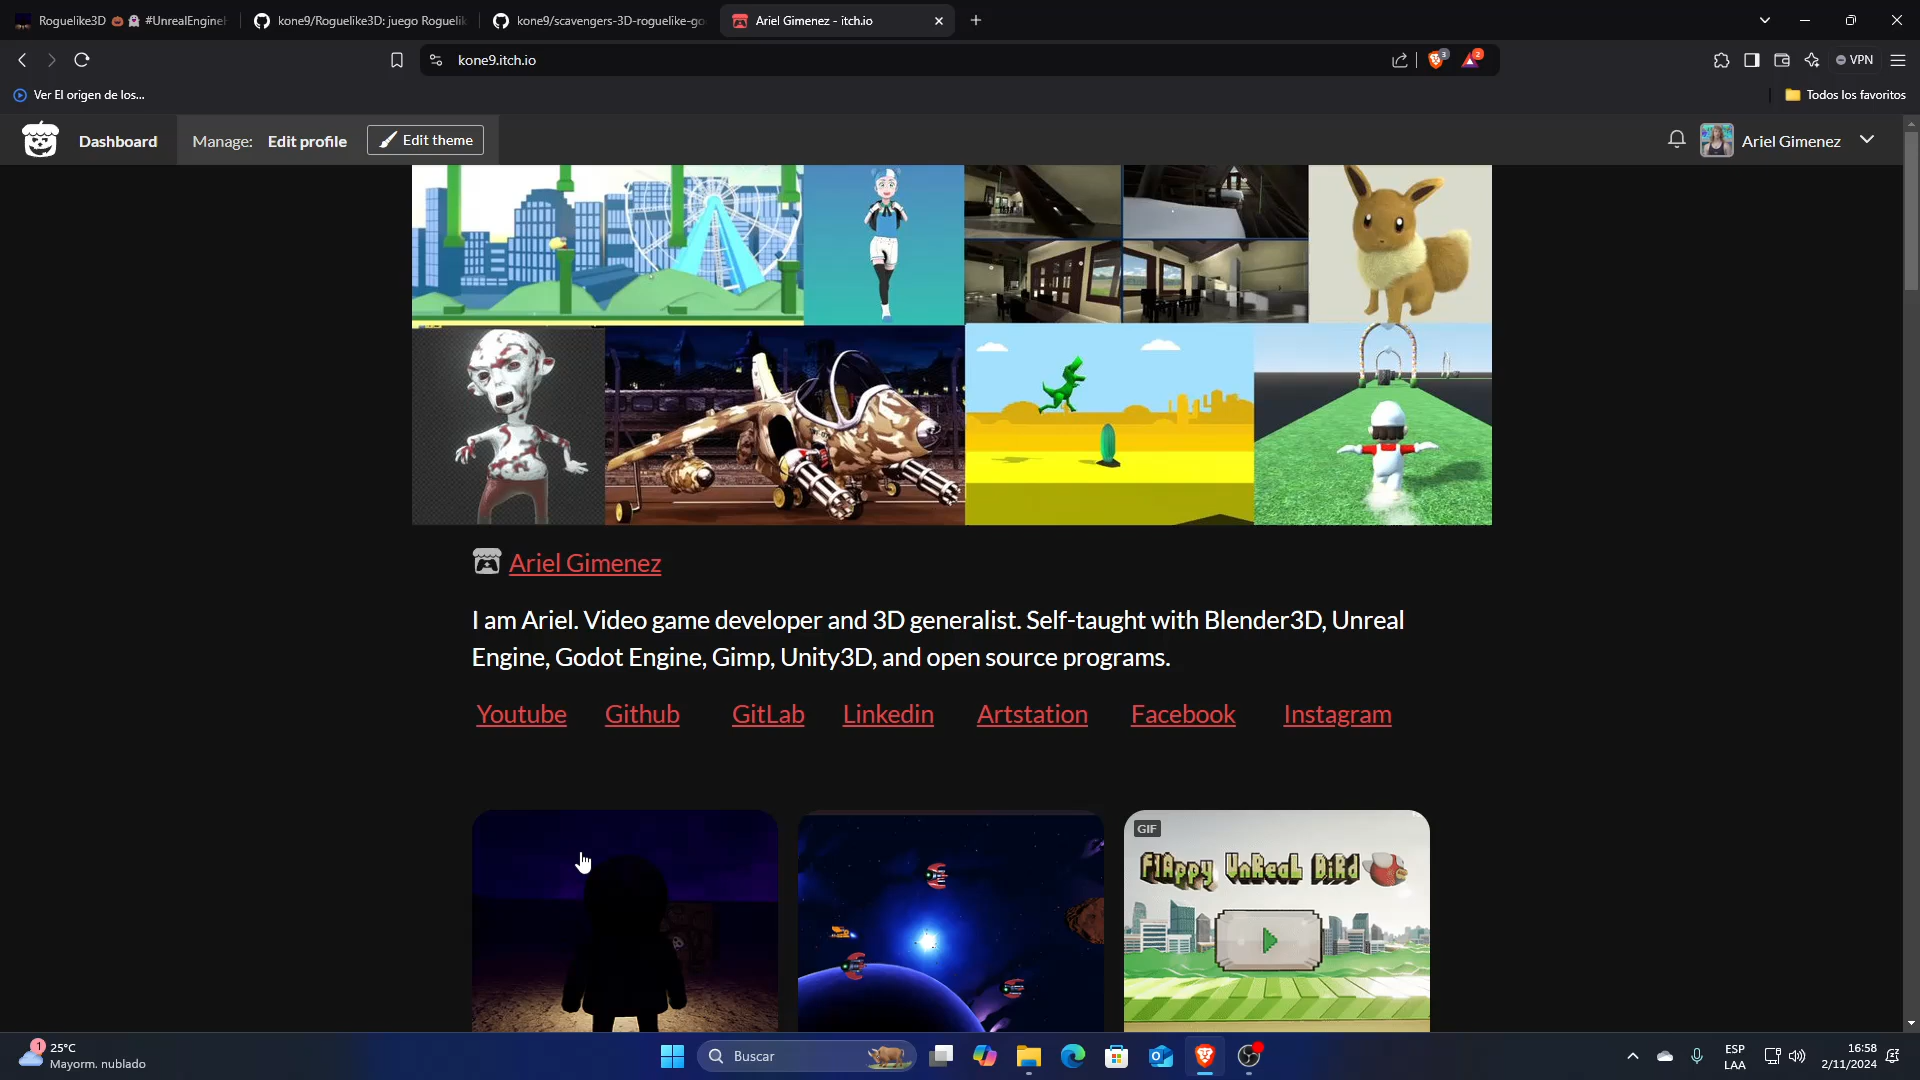 Roguelike3D 🎃 👻 #UnrealEngine
kone9/Roguelike3D: juego Roguelik
kone9/scavengers-3D-roguelike-go
Ariel Gimenez - itch.io
kone9.itch.io
3
2
VPN
Ver El origen de los...
Todos los favoritos
Dashboard
Manage:
Edit profile
Edit theme
Ariel Gimenez
Ariel Gimenez
I am Ariel. Video game developer and 3D generalist. Self-taught with Blender3D, Unreal
Engine, Godot Engine, Gimp, Unity3D, and open source programs.
Youtube
Github
GitLab
Linkedin
Artstation
Facebook
Instagram
GIF
FlAppy UnReaL BiRd
1
25°C
Mayorm. nublado
Buscar
ESP
LAA
16:58
2/11/2024